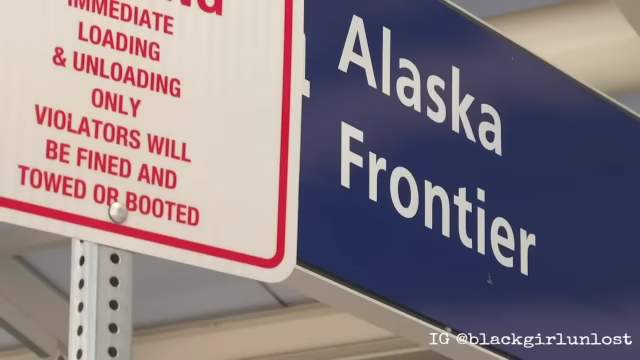 IMMEDIATE
LOADING
& UNLOADING
ONLY
VIOLATORS WILL
BE FINED AND
TOWED OR BOOTED
Alaska
Frontier
IG @blackgirlunlost